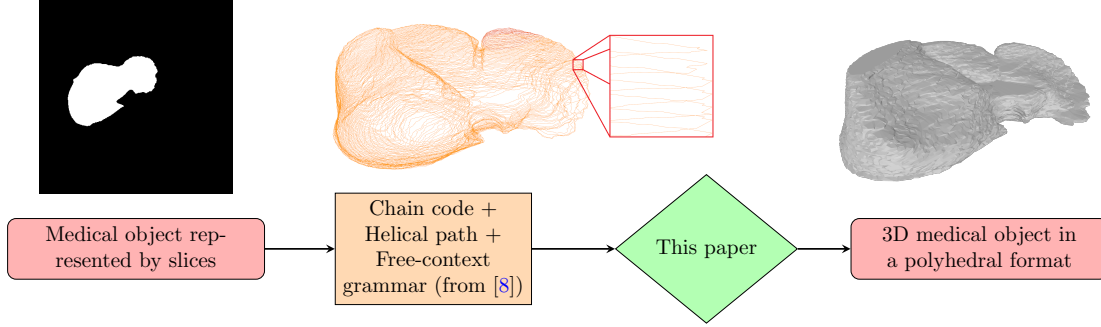 Medical object rep-
resented by slices
Chain code +
Helical path +
Free-context
grammar (from [8])
This paper
3D medical object in
a polyhedral format